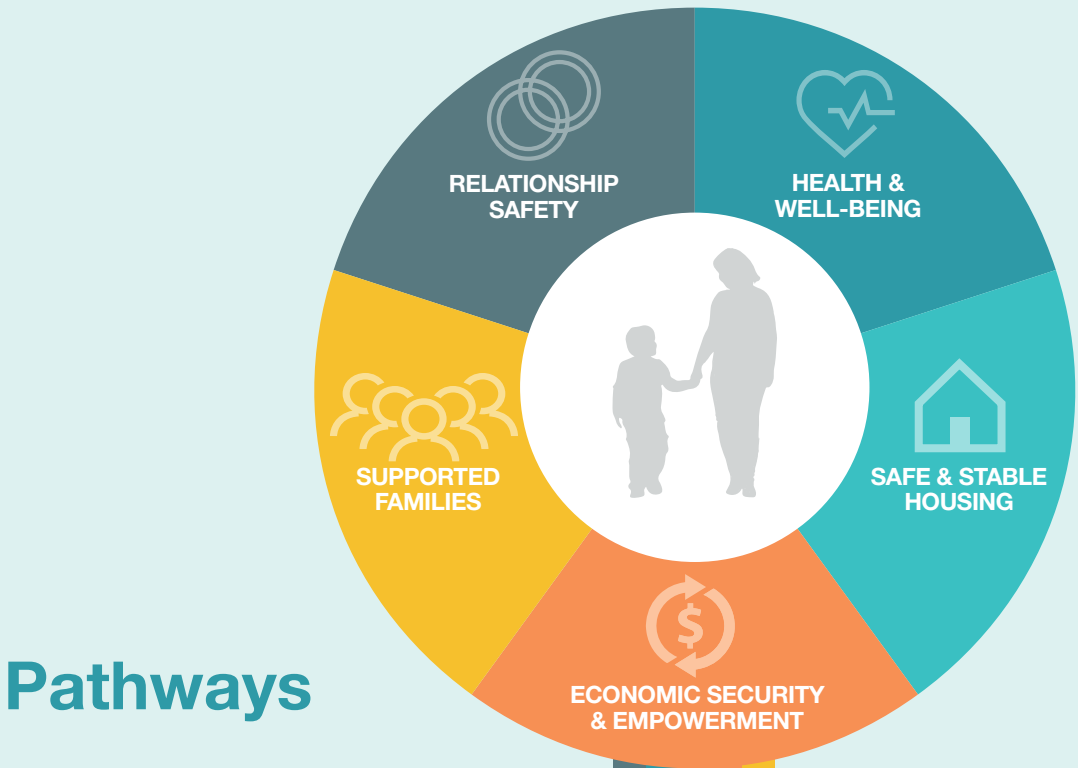 RELATIONSHIP
SAFETY
HEALTH &
WELL-BEING
SUPPORTED
FAMILIES
SAFE & STABLE
HOUSING
$
ECONOMIC SECURITY
& EMPOWERMENT
Pathways